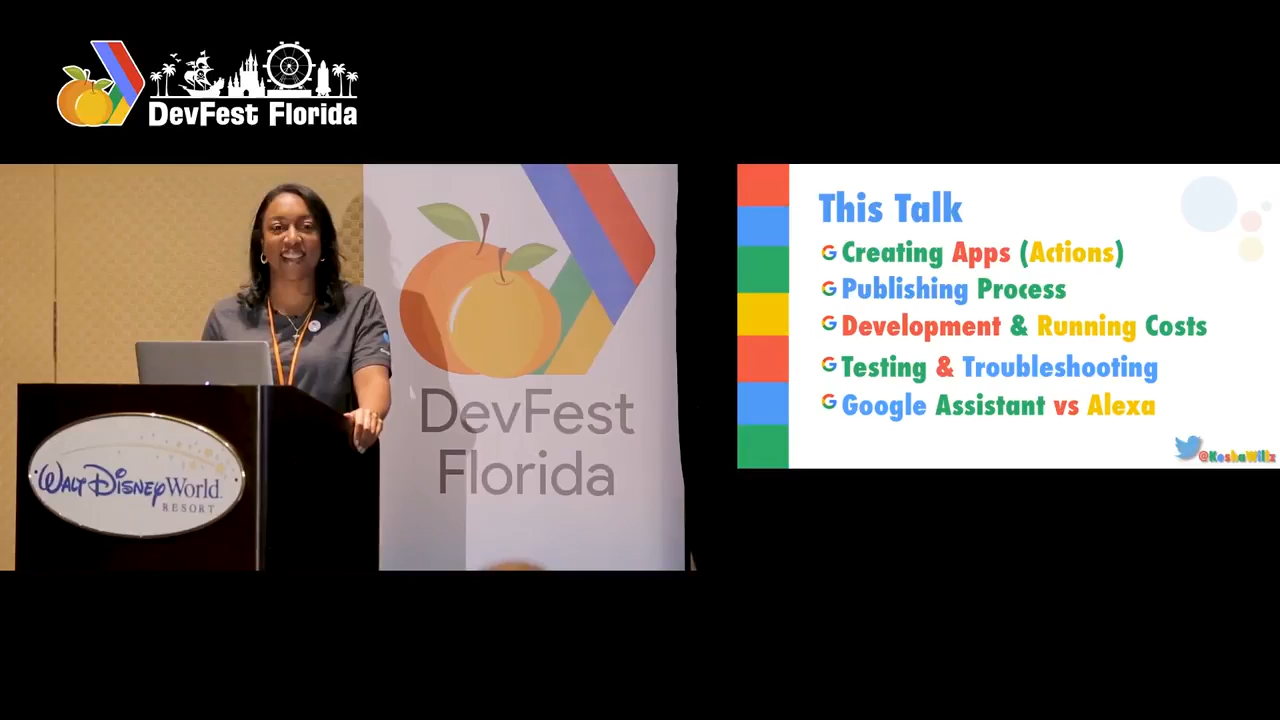 DevFest Florida
DevFest
Florida
WALT DISNEY World
RESORT
This Talk
Creating Apps (Actions)
Publishing Process
Development & Running Costs
Testing & Troubleshooting
Google Assistant vs Alexa
@KeshaWillz